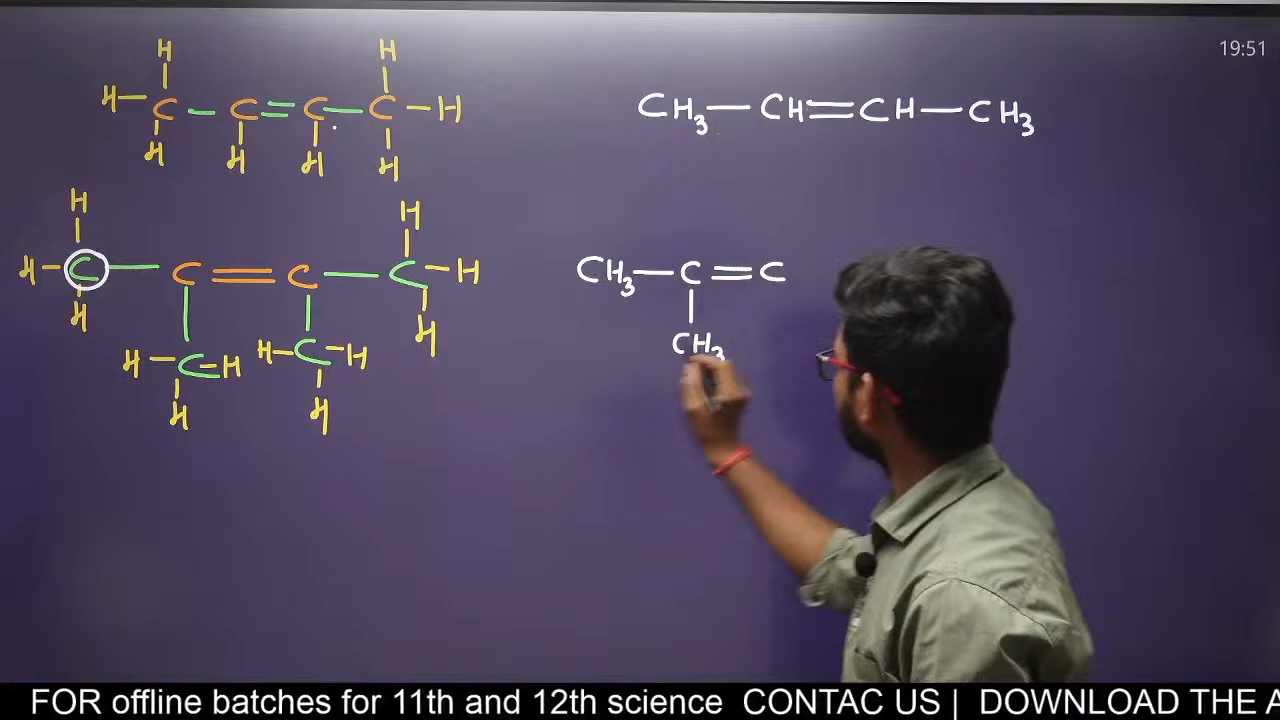 19:51
H H
H—C—C=C—C—H
H H H H
CH3—CH=CH—CH3
H H
H—C—C=C—C—H
H H
H—C—H H—C—H
H H
CH3—C=C
CH3
FOR offline batches for 11th and 12th science CONTAC US | DOWNLOAD THE A